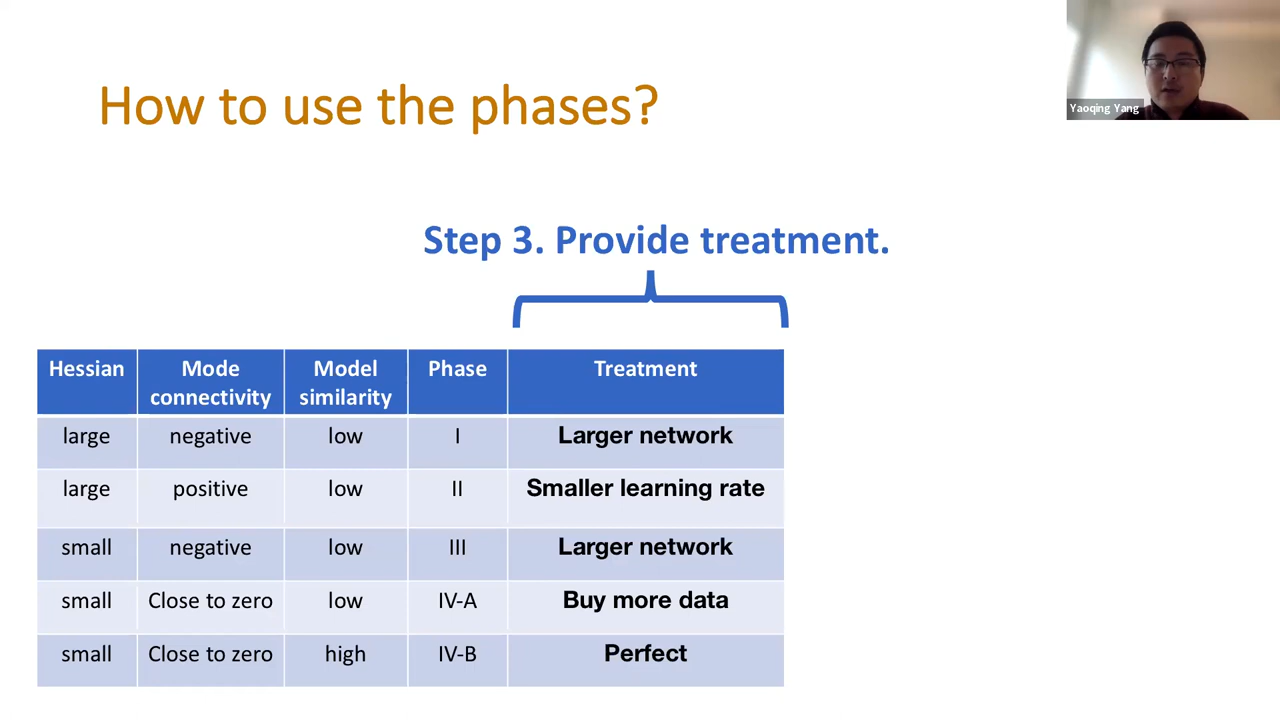 How to use the phases?
Yaoqing Yang
Step 3. Provide treatment.
Hessian Mode connectivity Model similarity Phase Treatment
large negative low I Larger network
large positive low II Smaller learning rate
small negative low III Larger network
small Close to zero low IV-A Buy more data
small Close to zero high IV-B Perfect